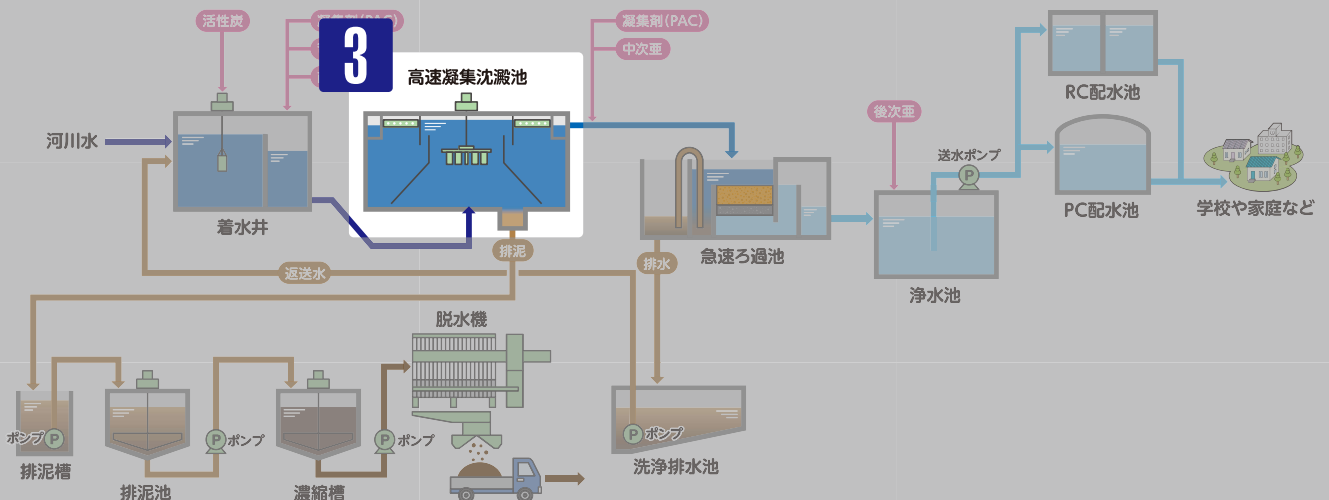 活性炭
凝集剤(PAC)
3
高速凝集沈澱池
凝集剤(PAC)
中次亜
後次亜
RC配水池
河川水
送水ポンプ
P
着水井
PC配水池
学校や家庭など
排泥
排水
急速ろ過池
返送水
浄水池
脱水機
ポンプ
P
P
ポンプ
P
ポンプ
P
ポンプ
排泥槽
排泥池
濃縮槽
洗浄排水池